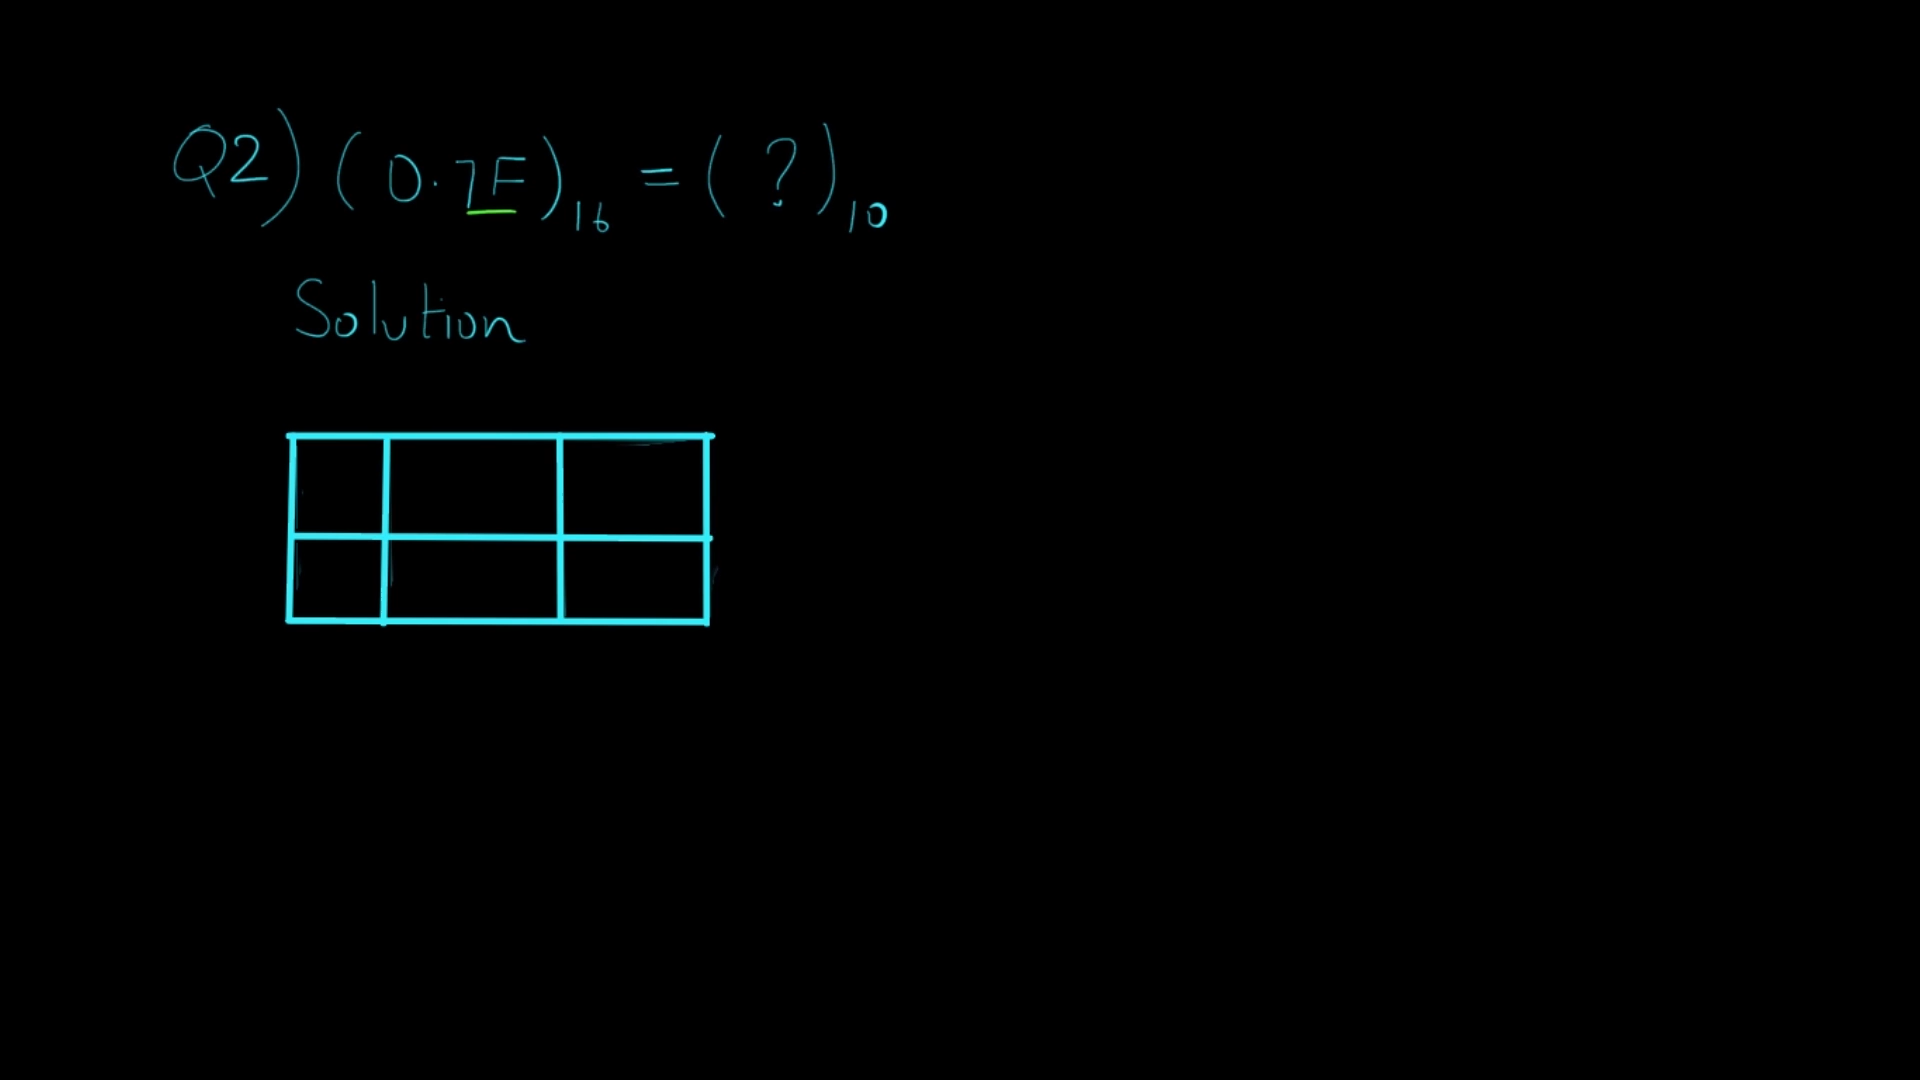 Q2) (0.7F)₁₆ = (?)₁₀
Solution